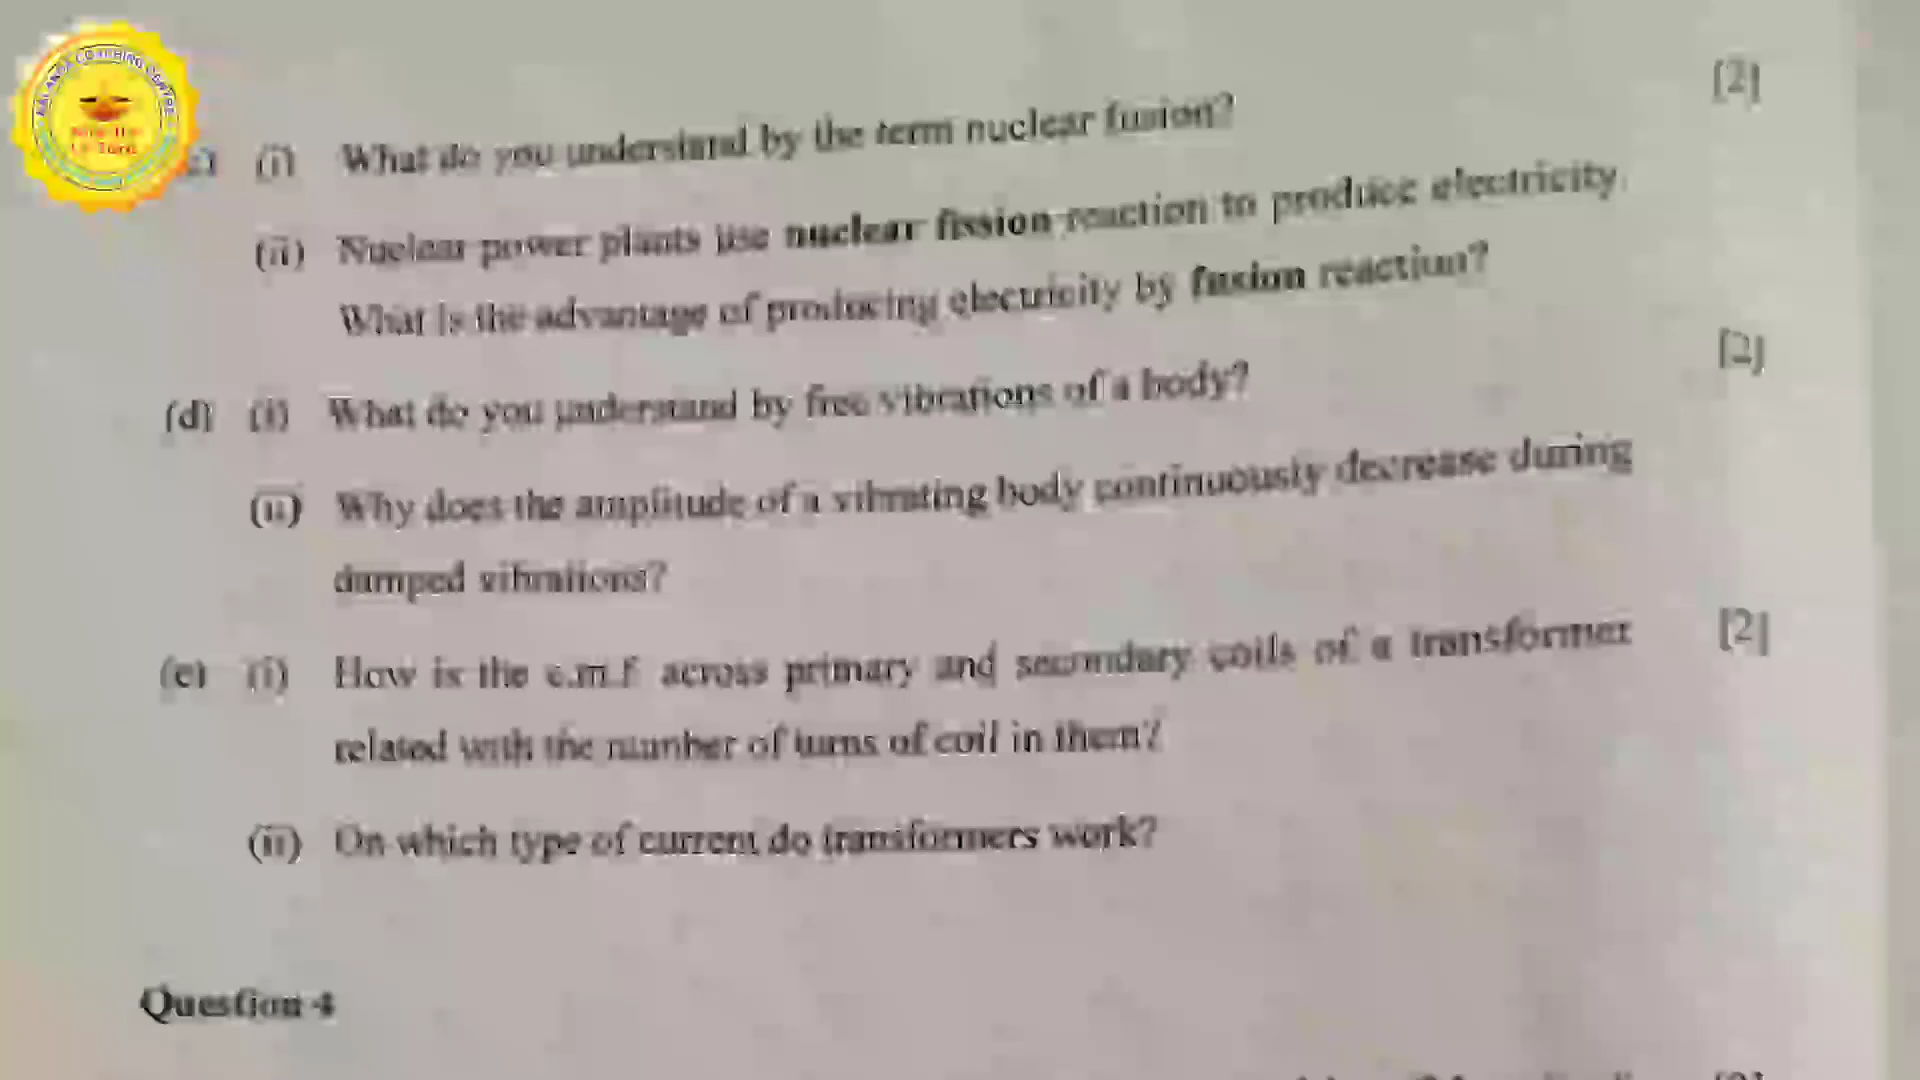 [2]
(i) What do you understand by the term nuclear fusion?
(ii) Nuclear power plants use nuclear fission reaction to produce electricity.
What is the advantage of producing electricity by fusion reaction?
[2]
(d) (i) What do you understand by free vibrations of a body?
(ii) Why does the amplitude of a vibrating body continuously decrease during
damped vibrations?
(e) (i) How is the e.m.f. across primary and secondary coils of a transformer [2]
related with the number of turns of coil in them?
(ii) On which type of current do transformers work?
Question 4